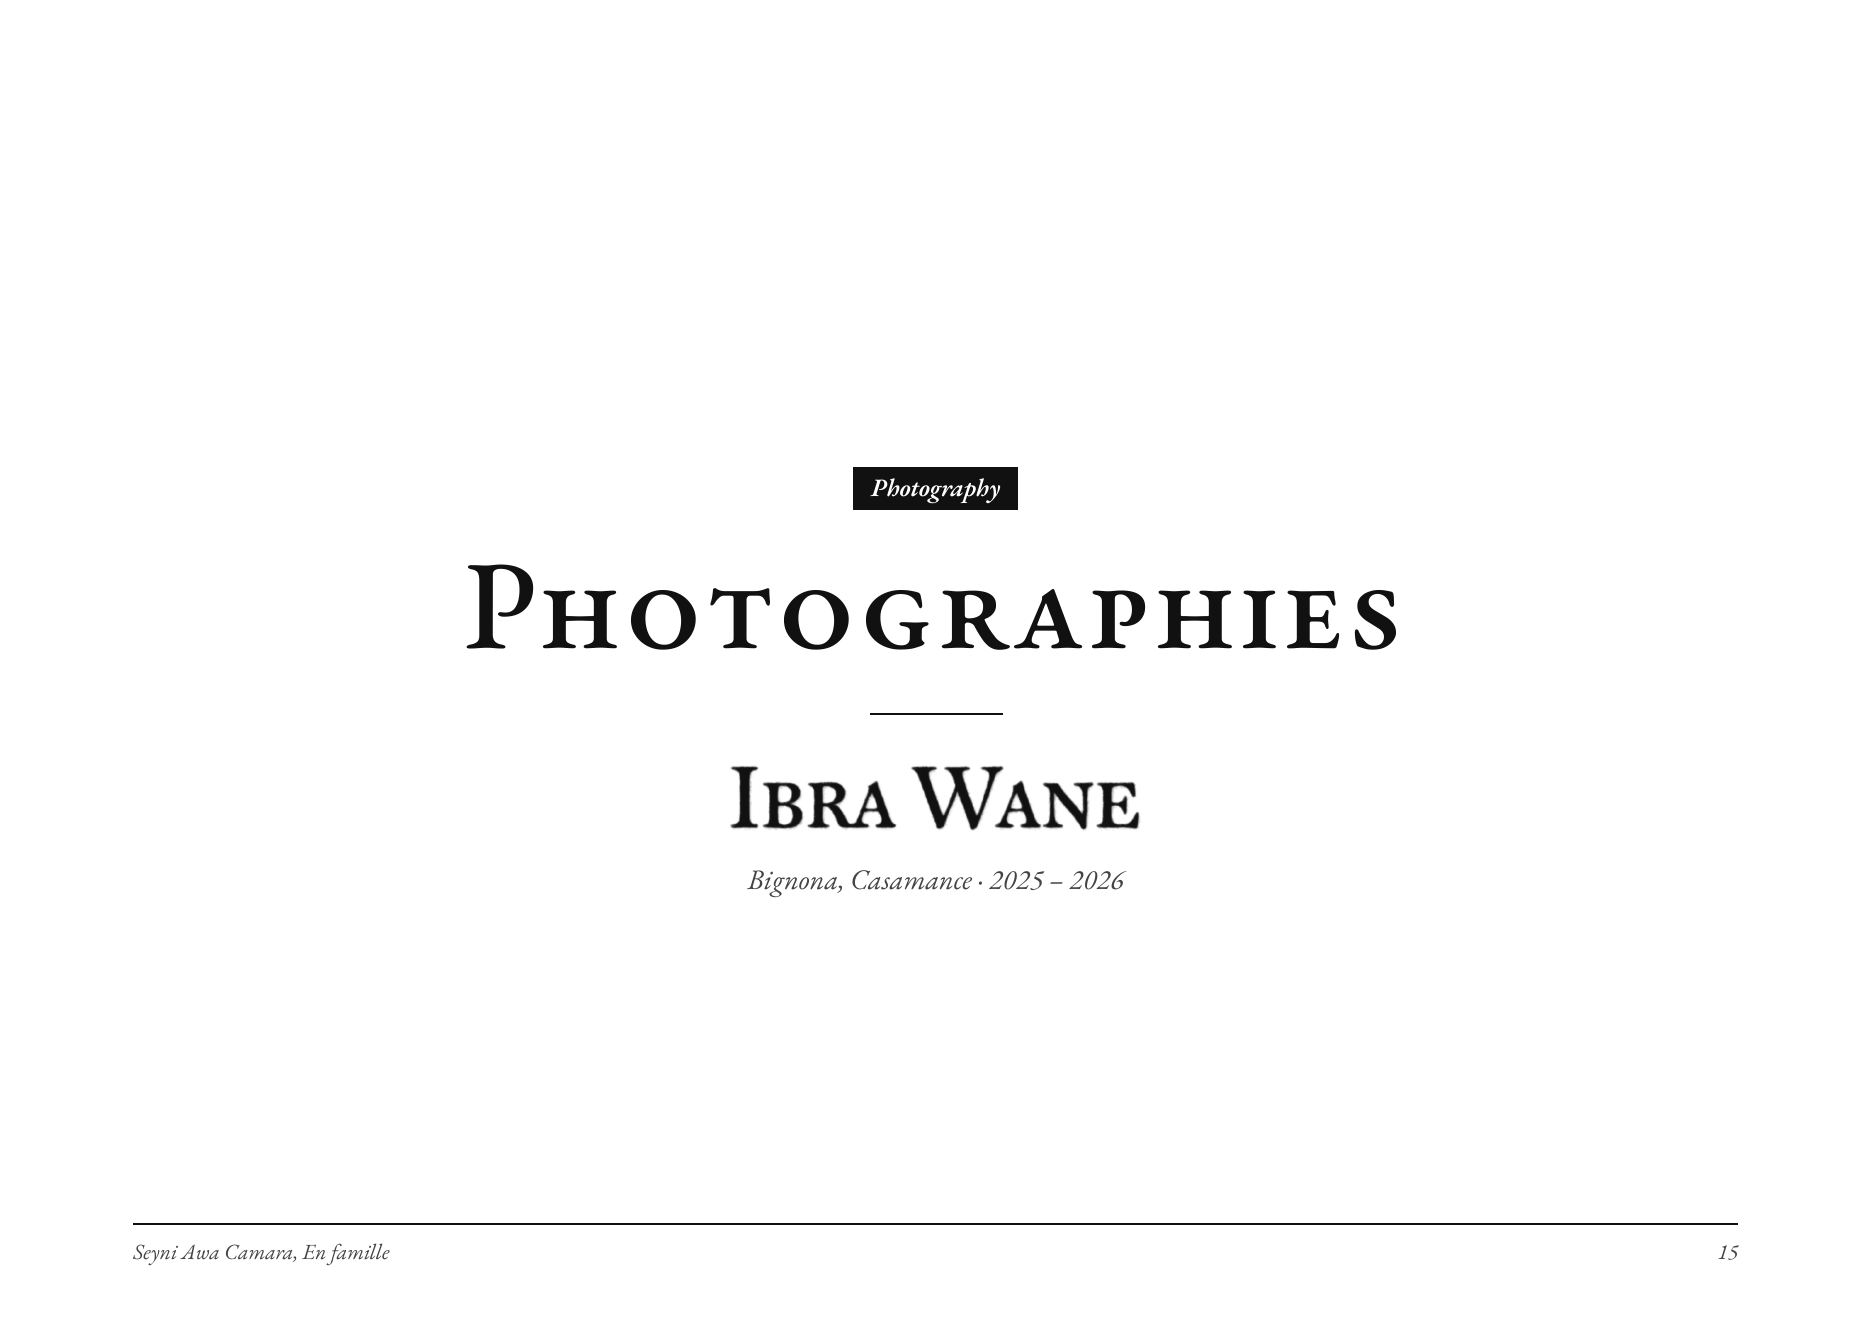 Photography
Photographies
Ibra Wane
Bignona, Casamance · 2025 – 2026
Seyni Awa Camara, En famille
15